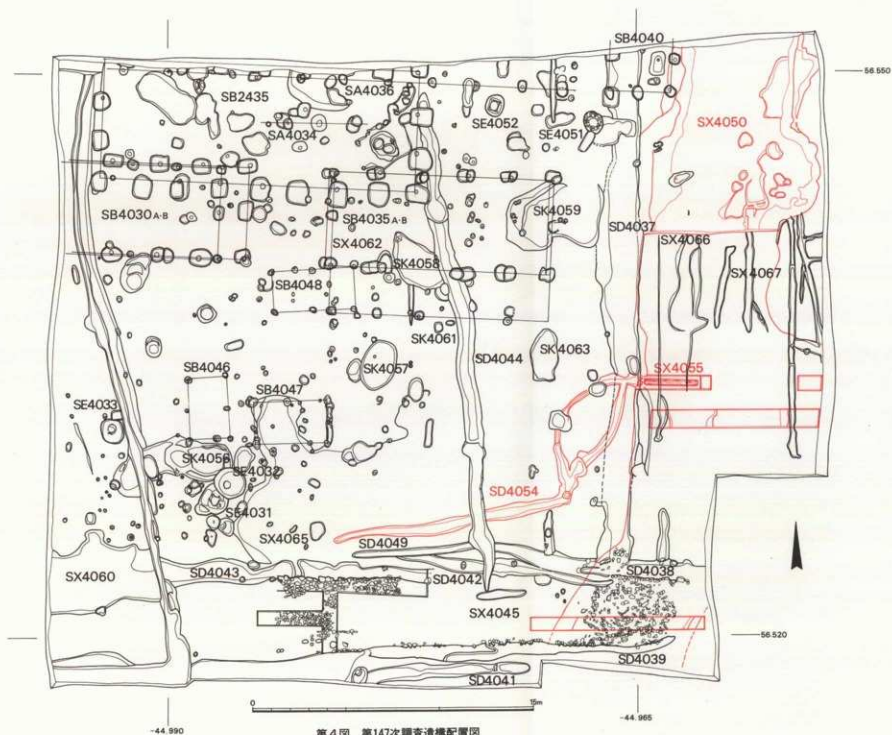 SB4040
56.550
SB2435
SA4036
SA4034
SE4052
SE4051
SX4050
SB4030 A·B
SB4035 A·B
SK4059
SD4037
SX4062
SX4066
SK4058
SX4067
SB4048
SK4061
SD4044
SK4063
SK4057
SX4055
SB4046
SB4047
SE4033
SK4056
SE4032
SD4054
SE4031
SX4065
SD4049
SX4060
SD4043
SD4042
SD4038
SX4045
56.520
SD4039
SD4041
0
15m
-44.990
第4図 第147次調査遺構配置図
-44.965